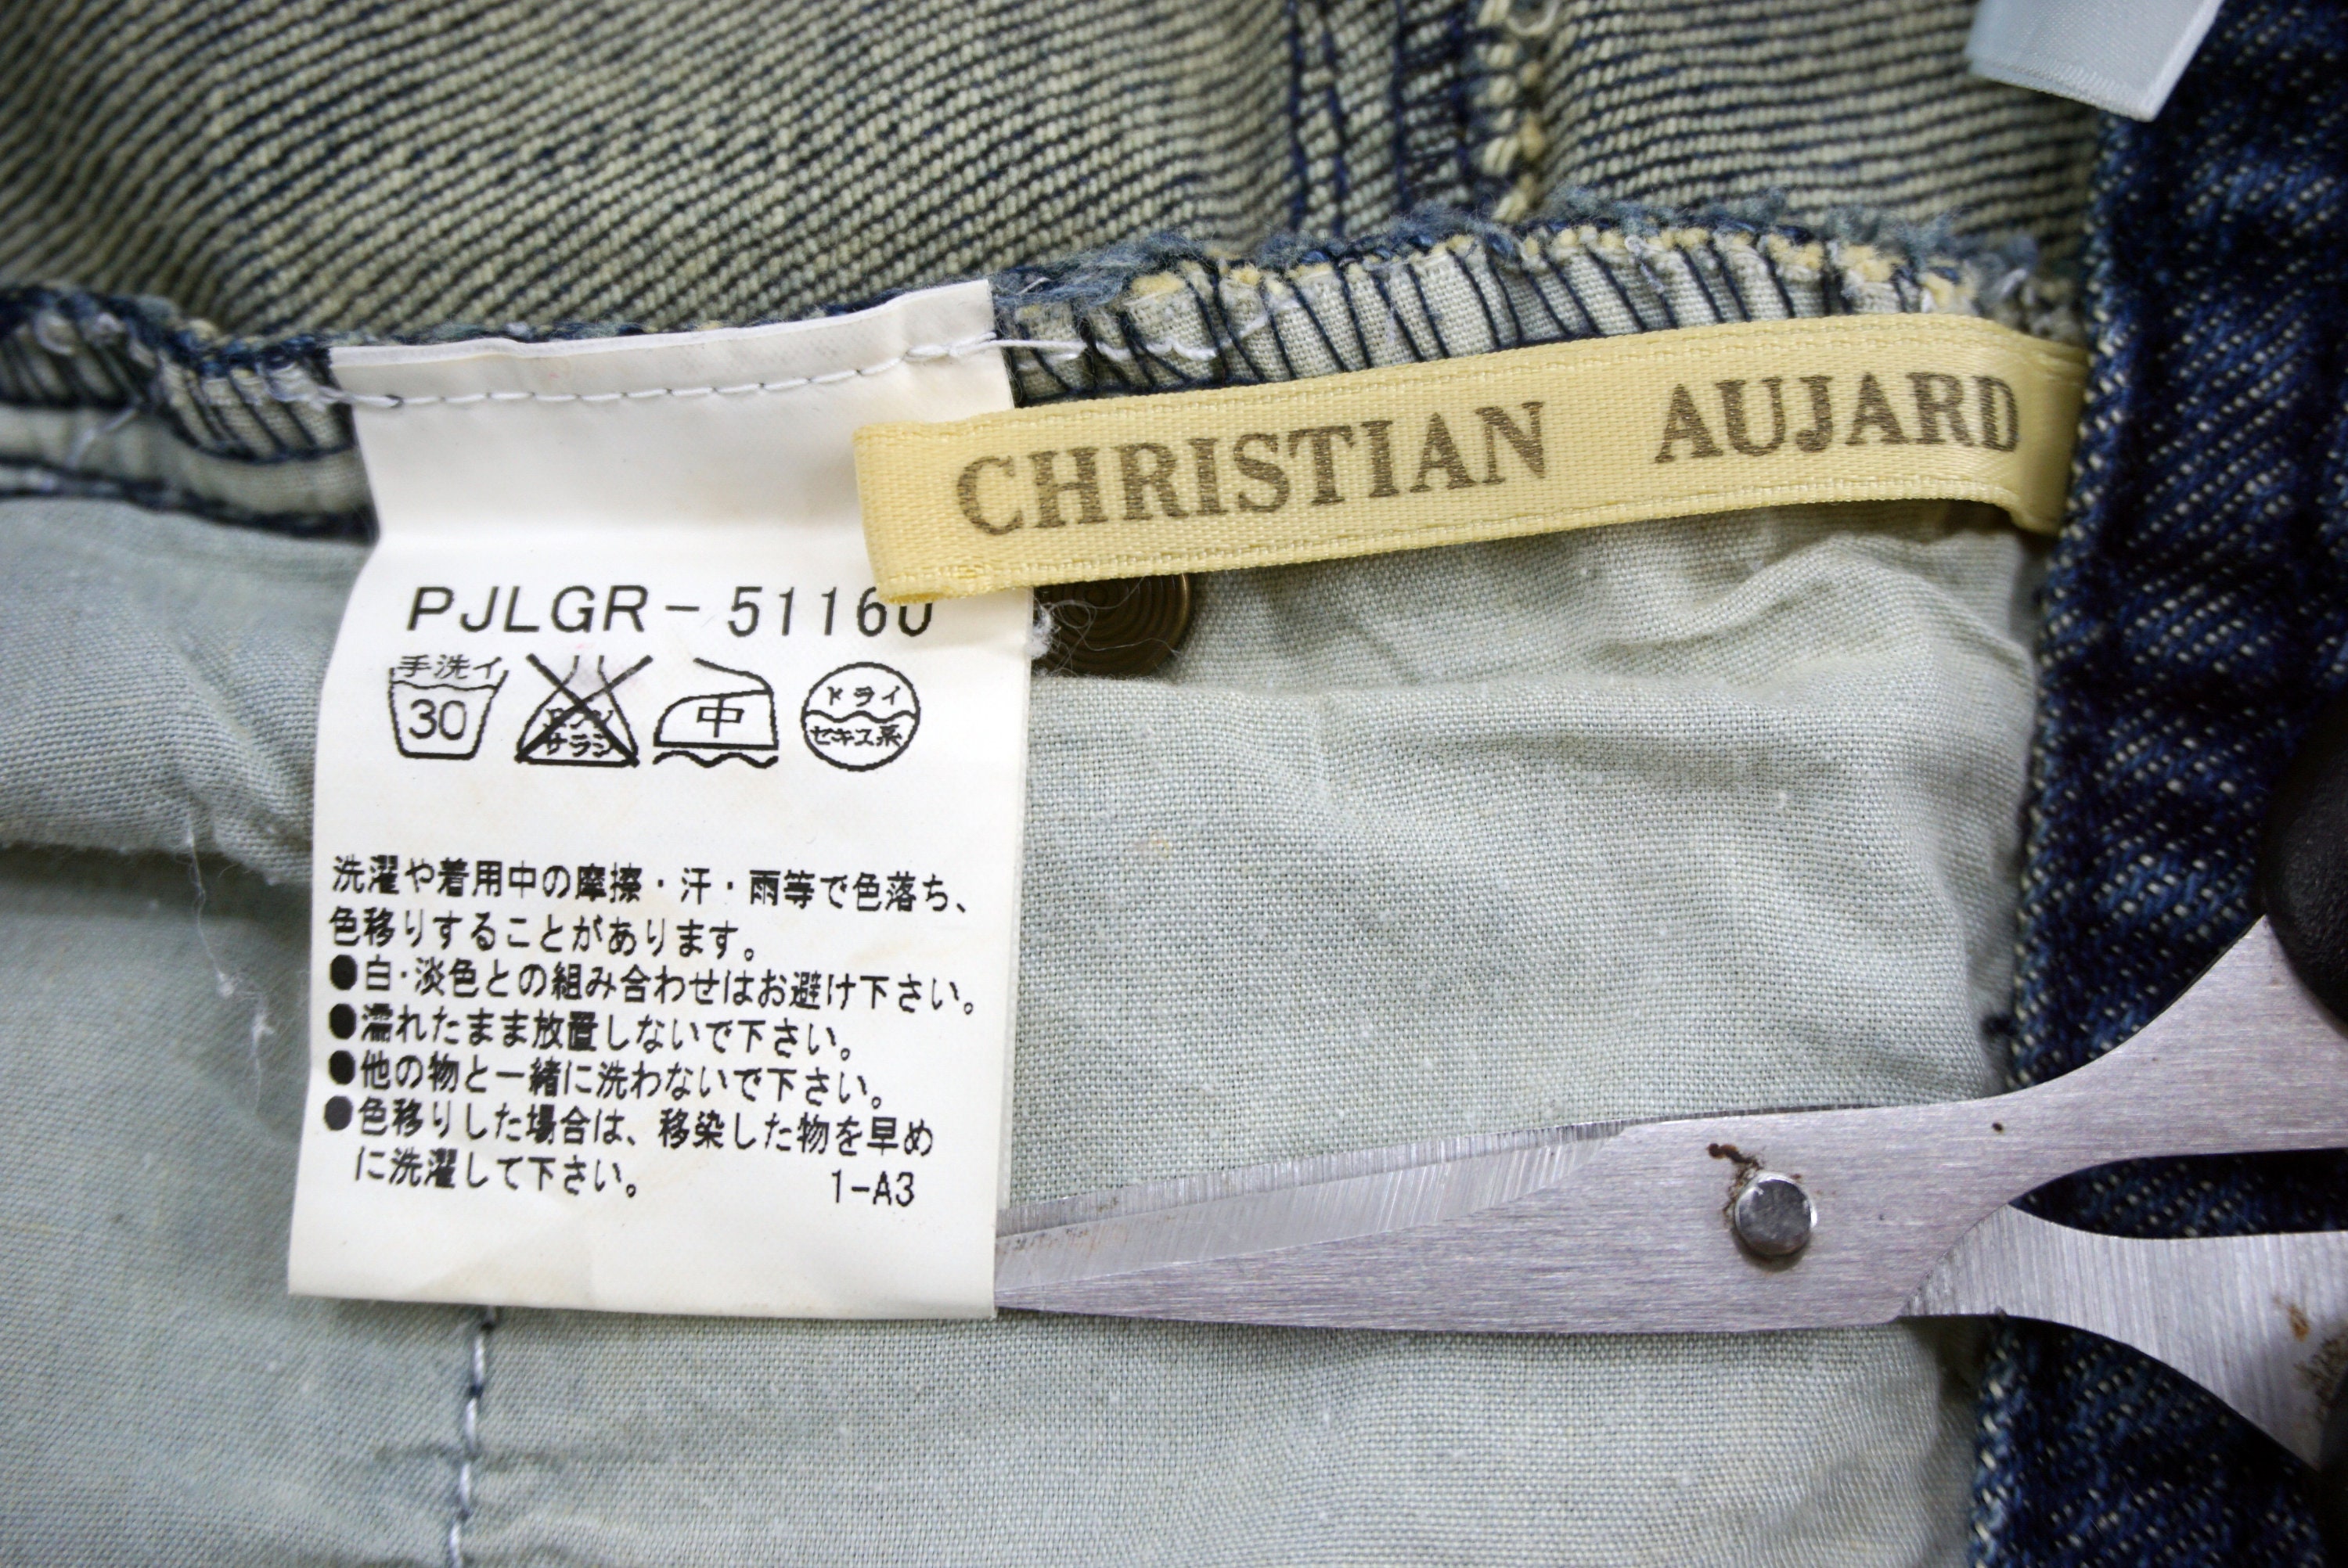 CHRISTIAN AUJARD
PJLGR-51160
手洗イ
30
エンソ
サラシ
中
ドライ
セキユ系
洗濯や着用中の摩擦・汗・雨等で色落ち、
色移りすることがあります。
●白・淡色との組み合わせはお避け下さい。
●濡れたまま放置しないで下さい。
●他の物と一緒に洗わないで下さい。
●色移りした場合は、移染した物を早め
に洗濯して下さい。
1-A3